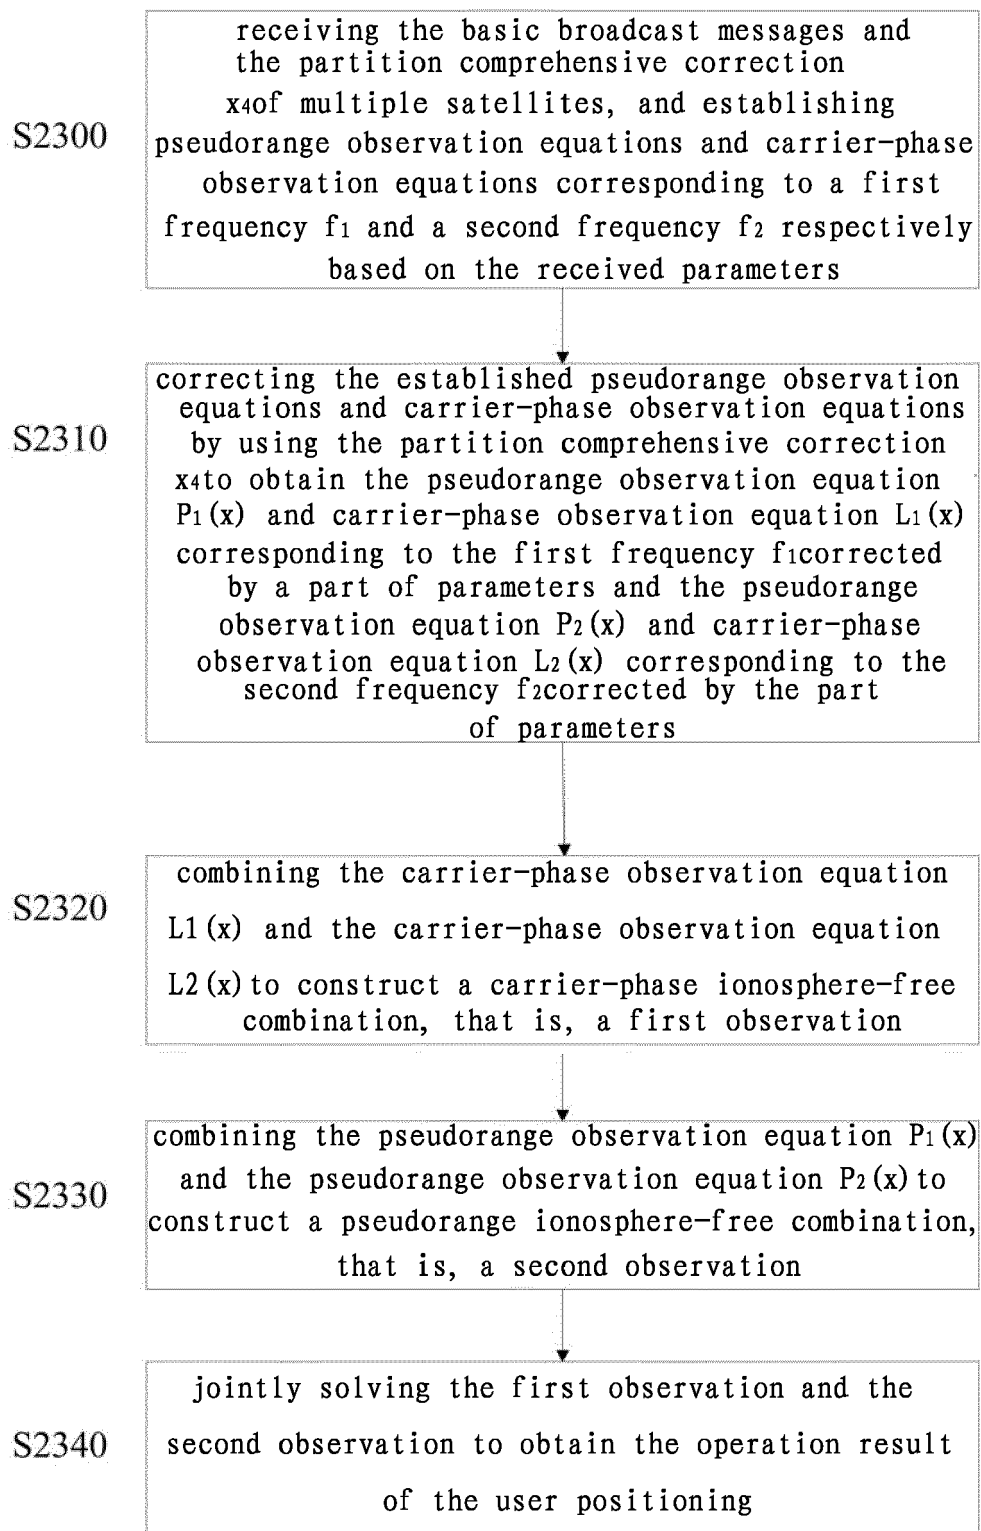 receiving the basic broadcast messages and
the partition comprehensive correction
x4of multiple satellites, and establishing
S2300
pseudorange observation equations and carrier-phase
observation equations corresponding to a first
frequency f1 and a second frequency f2 respectively
based on the received parameters
correcting the established pseudorange observation
equations and carrier-phase observation equations
S2310
by using the partition comprehensive correction
x4to obtain the pseudorange observation equation
P1(x) and carrier-phase observation equation L1(x)
corresponding to the first frequency f1corrected
by a part of parameters and the pseudorange
observation equation P2(x) and carrier-phase
observation equation L2(x) corresponding to the
second frequency f2corrected by the part
of parameters
combining the carrier-phase observation equation
S2320
L1(x) and the carrier-phase observation equation
L2(x)to construct a carrier-phase ionosphere-free
combination, that is, a first observation
combining the pseudorange observation equation P1(x)
and the pseudorange observation equation P2(x)to
S2330
construct a pseudorange ionosphere-free combination,
that is, a second observation
jointly solving the first observation and the
S2340
second observation to obtain the operation result
of the user positioning